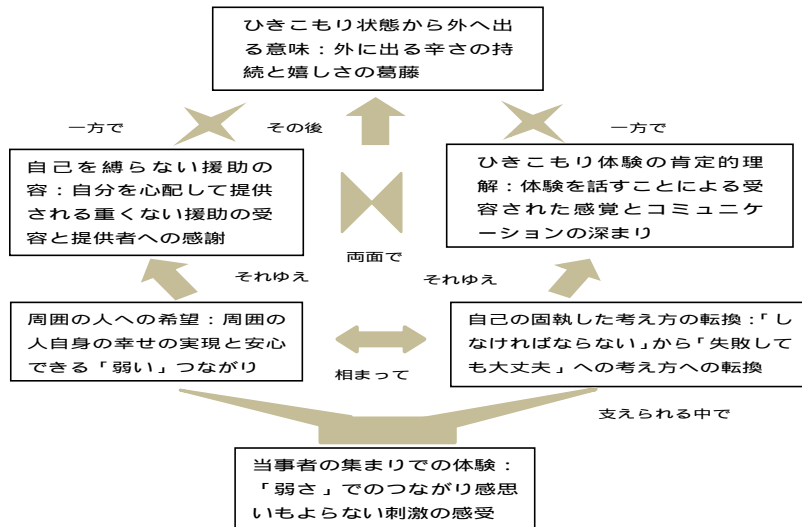 ひきこもり状態から外へ出
る意味：外に出る辛さの持
続と嬉しさの葛藤
一方で
その後
一方で
自己を縛らない援助の
容：自分を心配して提供
される重くない援助の受
容と提供者への感謝
ひきこもり体験の肯定的理
解：体験を話すことによる受
容された感覚とコミュニケ
ーションの深まり
両面で
それゆえ
それゆえ
周囲の人への希望：周囲の
人自身の幸せの実現と安心
できる「弱い」つながり
自己の固執した考え方の転換：「し
なければならない」から「失敗して
も大丈夫」への考え方への転換
相まって
支えられる中で
当事者の集まりでの体験：
「弱さ」でのつながり感思
いもよらない刺激の感受